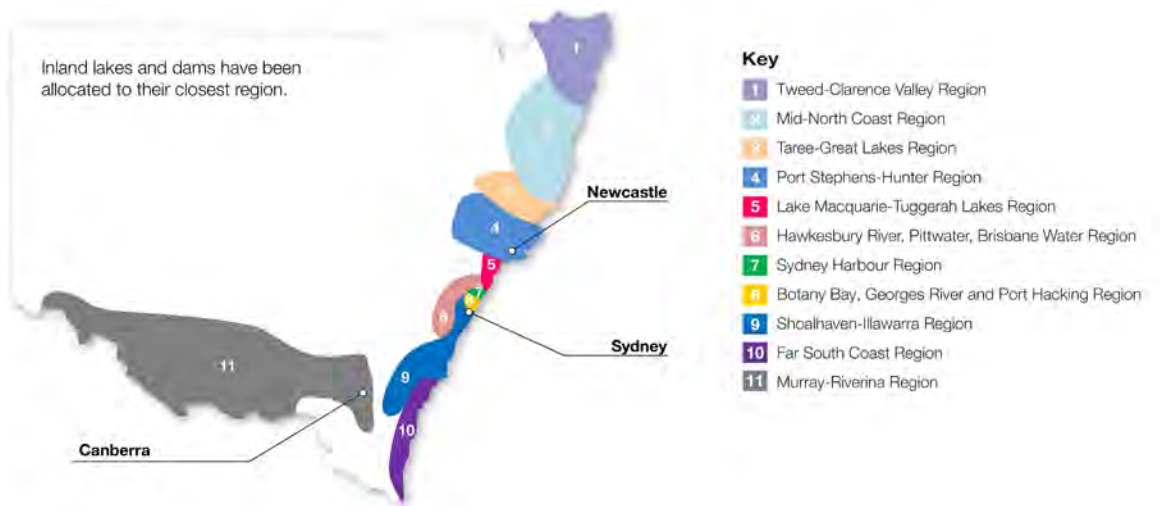 Inland lakes and dams have been
allocated to their closest region.
1
2
3
Newcastle
4
5
7
8
6
Sydney
11
9
10
Canberra
Key
1 Tweed-Clarence Valley Region
2 Mid-North Coast Region
3 Taree-Great Lakes Region
4 Port Stephens-Hunter Region
5 Lake Macquarie-Tuggerah Lakes Region
6 Hawkesbury River, Pittwater, Brisbane Water Region
7 Sydney Harbour Region
8 Botany Bay, Georges River and Port Hacking Region
9 Shoalhaven-Illawarra Region
10 Far South Coast Region
11 Murray-Riverina Region